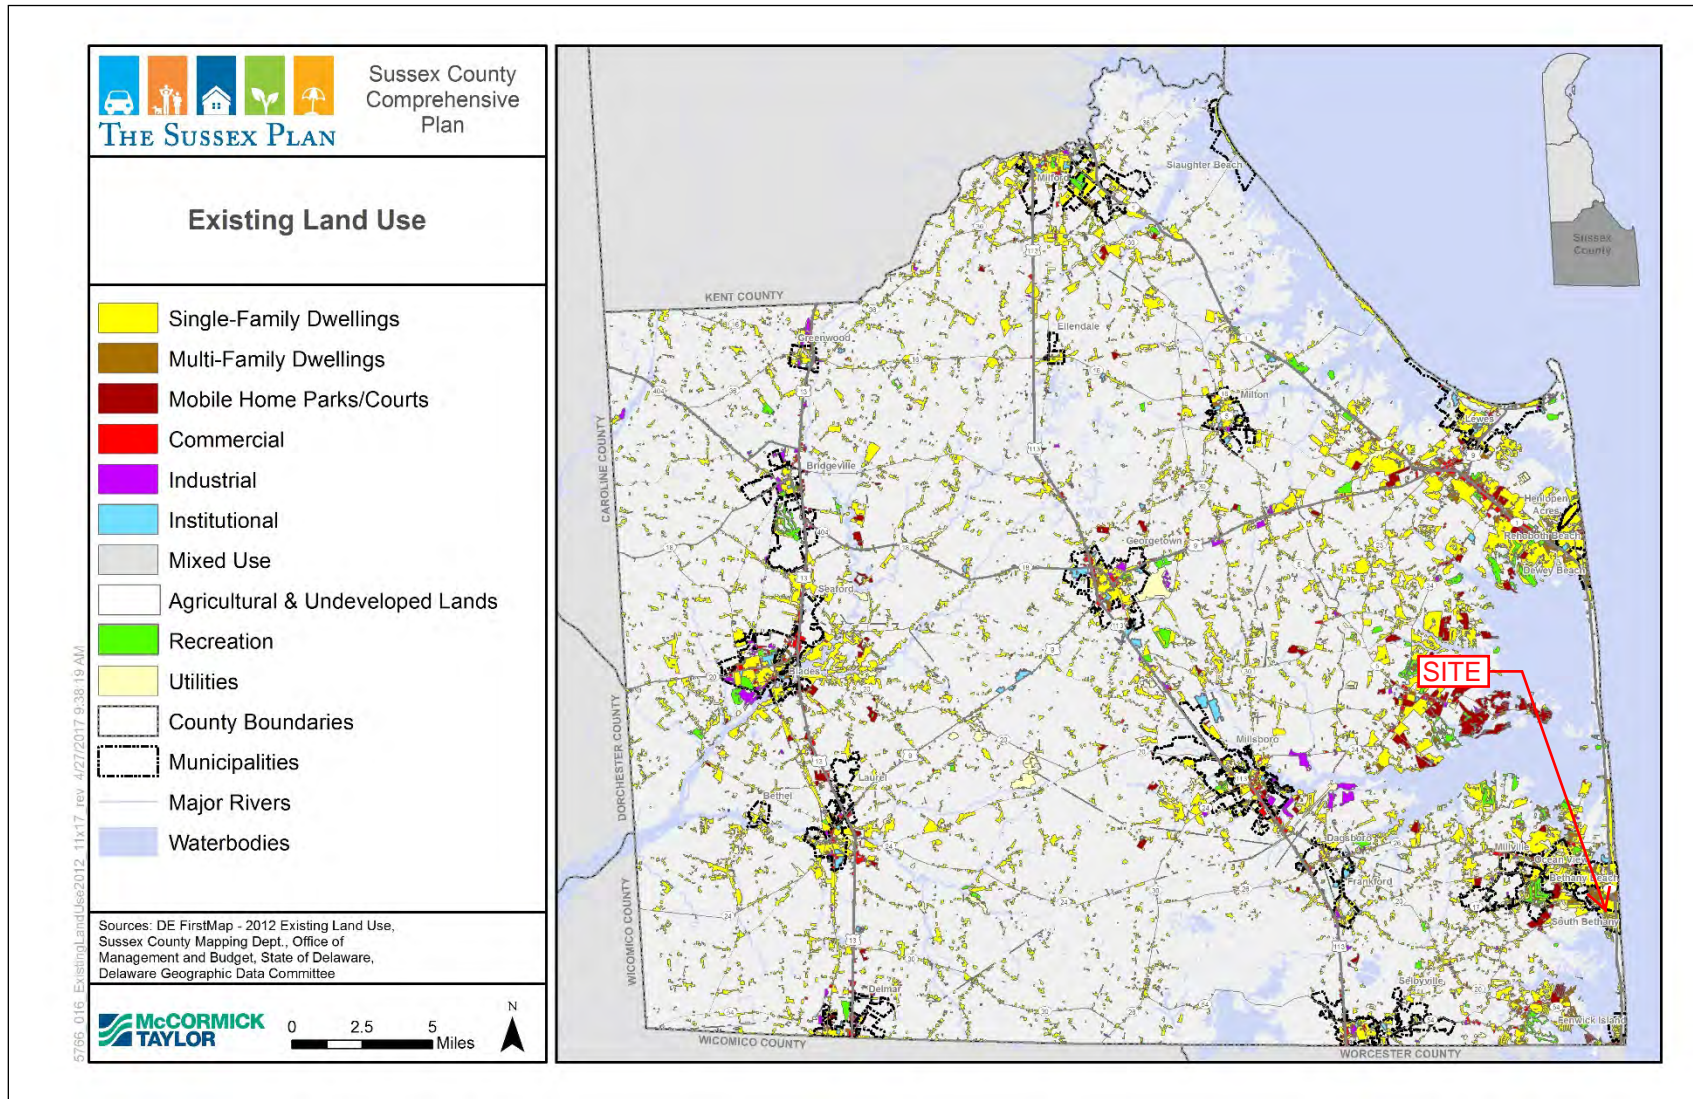 THE SUSSEX PLAN
Sussex County
Comprehensive
Plan
Existing Land Use
Single-Family Dwellings
Multi-Family Dwellings
Mobile Home Parks/Courts
Commercial
Industrial
Institutional
Mixed Use
Agricultural & Undeveloped Lands
Recreation
Utilities
County Boundaries
Municipalities
Major Rivers
Waterbodies
Sources: DE FirstMap - 2012 Existing Land Use,
Sussex County Mapping Dept., Office of
Management and Budget, State of Delaware,
Delaware Geographic Data Committee
McCORMICK
TAYLOR
0 2.5 5
Miles
N
5766_016_ExistingLandUse2012_11x17_rev 4/27/2017 9:38:19 AM
Sussex
County
Slaughter Beach
Milford
KENT COUNTY
Greenwood
Ellendale
Milton
Lewes
CAROLINE COUNTY
Bridgeville
Henlopen
Acres
Georgetown
Rehoboth Beach
Dewey Beach
Seaford
Blades
SITE
DORCHESTER COUNTY
Millsboro
Laurel
Bethel
Dagsboro
Millville
Ocean View
Bethany Beach
Frankford
South Bethany
WICOMICO COUNTY
Delmar
Selbyville
Fenwick Island
WICOMICO COUNTY
WORCESTER COUNTY